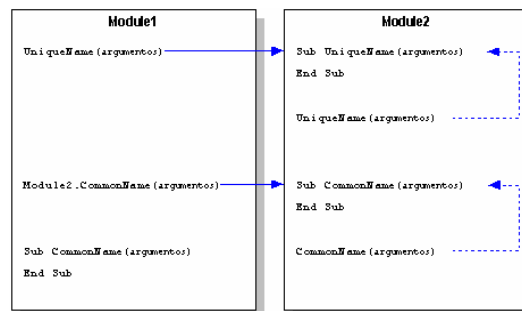 Module1
UniqueName(argumentos)
Module2.CommonName(argumentos)
Sub CommonName(argumentos)
End Sub
Module2
Sub UniqueName(argumentos)
End Sub
UniqueName(argumentos)
Sub CommonName(argumentos)
End Sub
CommonName(argumentos)